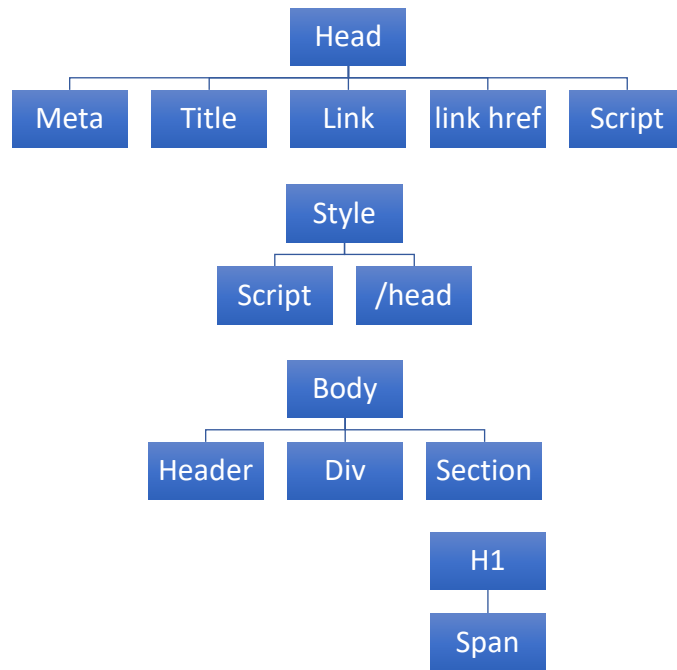 Head
Meta
Title
Link
link href
Script
Style
Script
/head
Body
Header
Div
Section
H1
Span